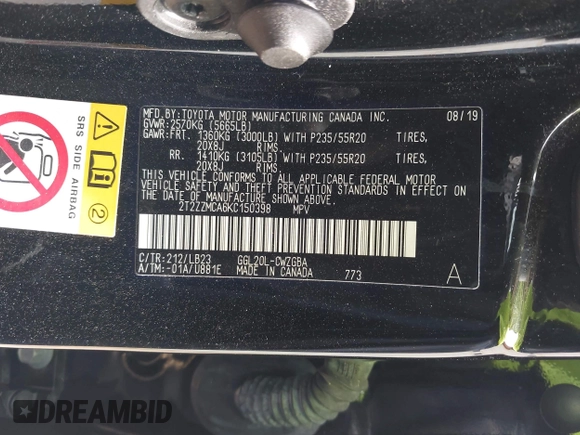 MFD.BY:TOYOTA MOTOR MANUFACTURING CANADA INC. 08/19
GVWR:2570KG (5665LB)
GAWR:FRT. 1360KG (3000LB) WITH P235/55R20 TIRES,
20X8J RIMS.
RR. 1410KG (3105LB) WITH P235/55R20 TIRES,
20X8J RIMS.
THIS VEHICLE CONFORMS TO ALL APPLICABLE FEDERAL MOTOR
VEHICLE SAFETY, BUMPER, AND THEFT PREVENTION STANDARDS IN EFFECT
ON THE DATE OF MANUFACTURE SHOWN ABOVE.
2T2ZZMCA6KC150398 MPV
C/TR:212/LB23 GGL20L-CWZGBA
A/TM:-01A/U881E MADE IN CANADA 773 A
SRS SIDE AIRBAG
2
DREAMBID